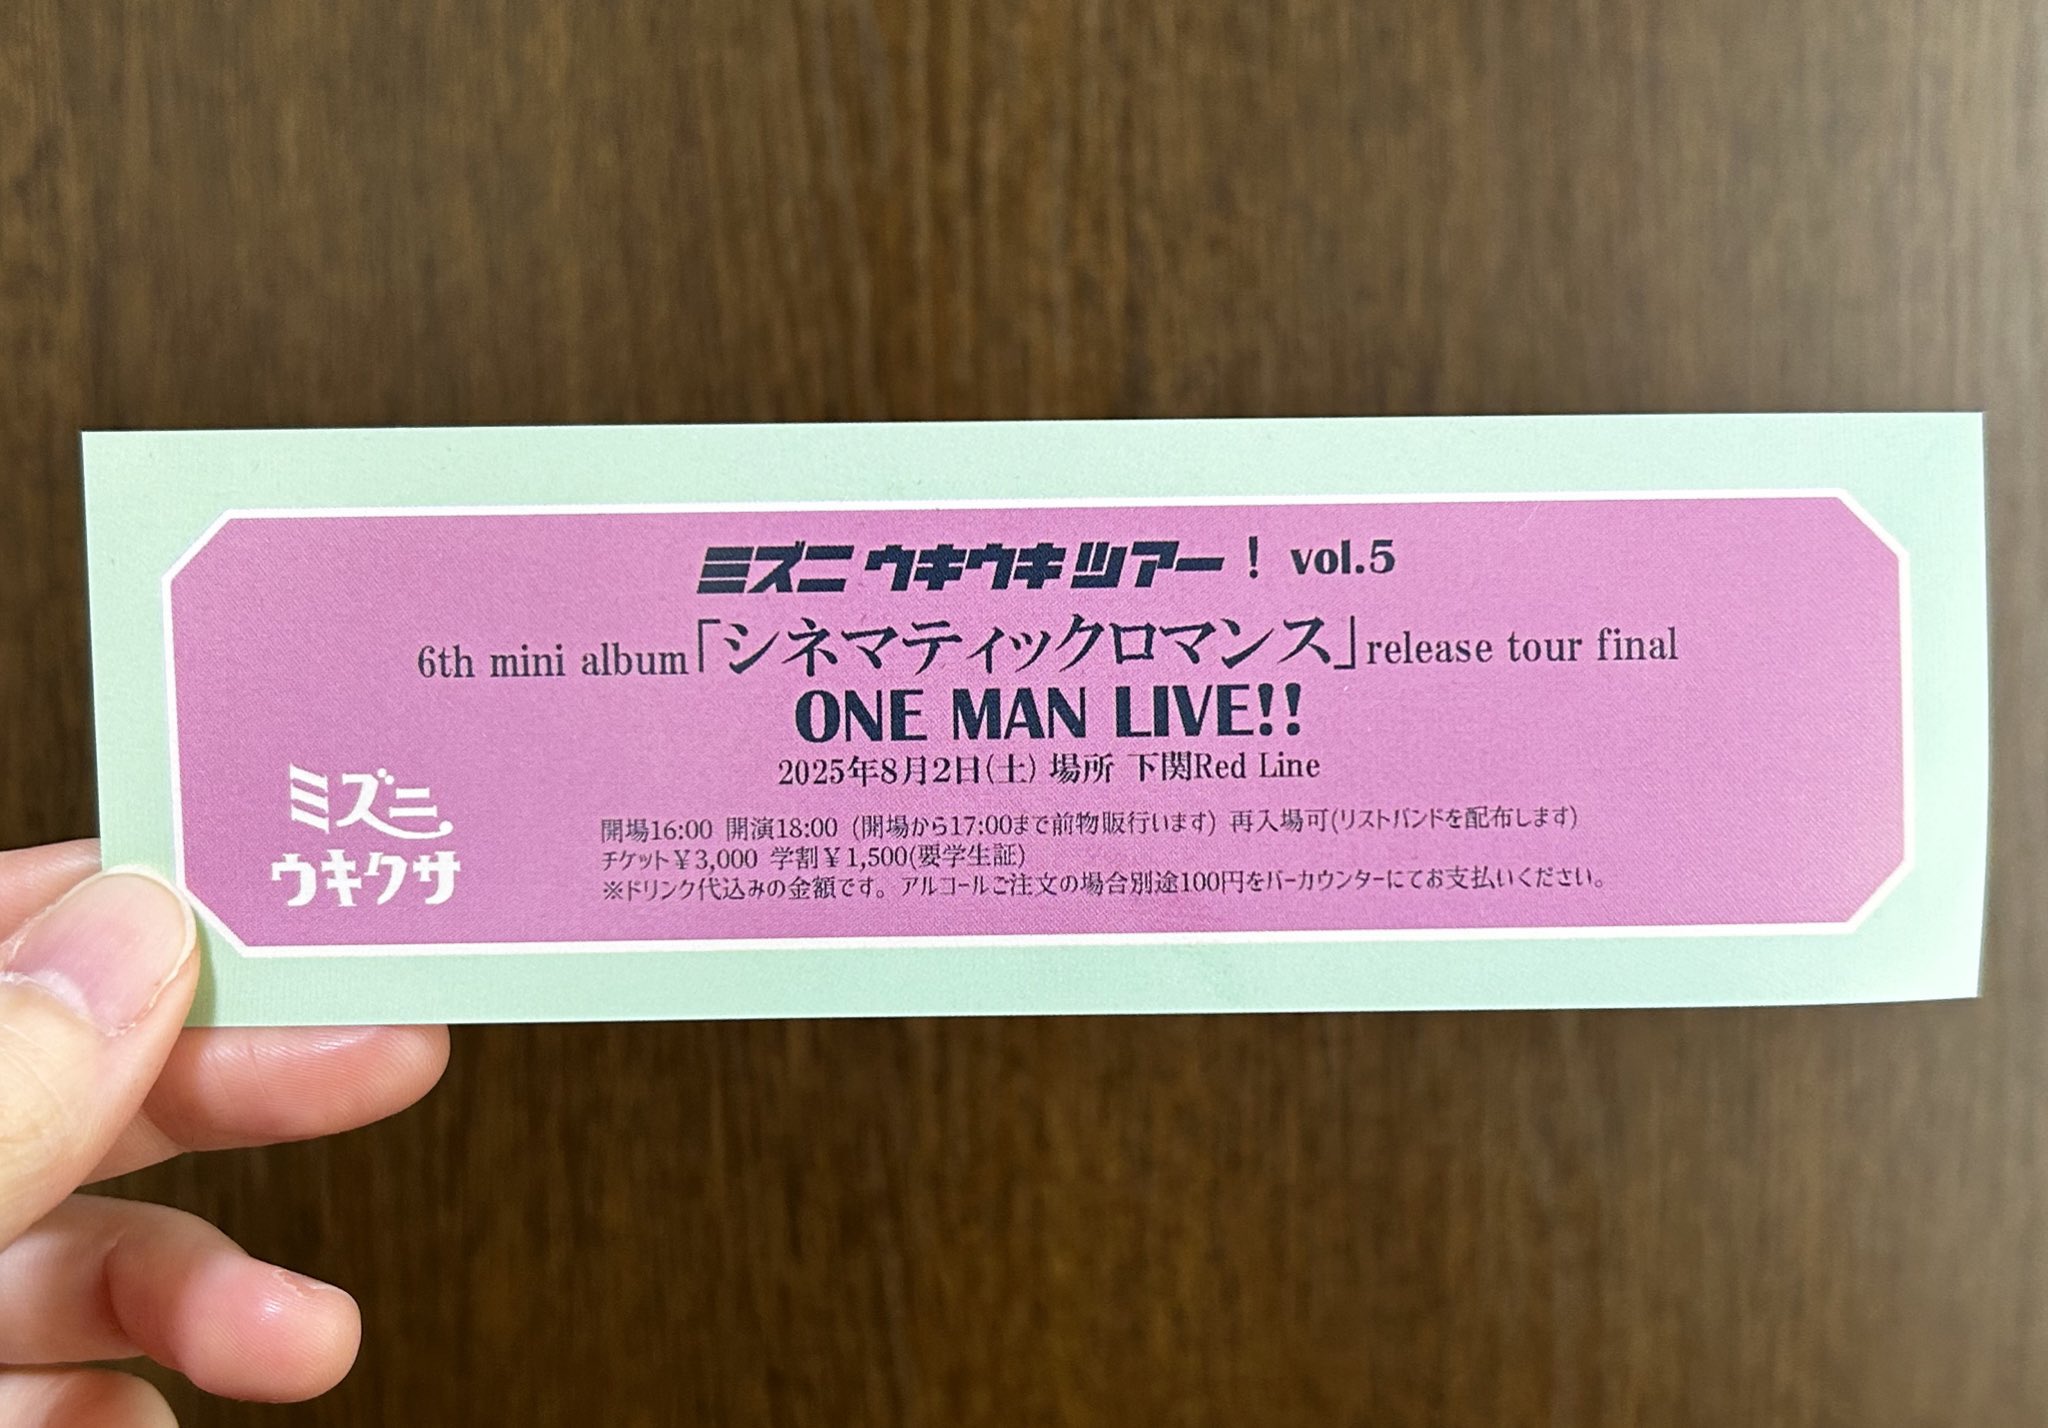 ミズニ ウキウキツアー! vol.5
6th mini album「シネマティックロマンス」release tour final
ONE MAN LIVE!!
2025年8月2日(土) 場所 下関Red Line
開場16:00 開演18:00 (開場から17:00まで前物販行います) 再入場可(リストバンドを配布します)
チケット¥3,000 学割¥1,500(要学生証)
※ドリンク代込みの金額です。アルコールご注文の場合別途100円をバーカウンターにてお支払いください。
ミズニ
ウキクサ